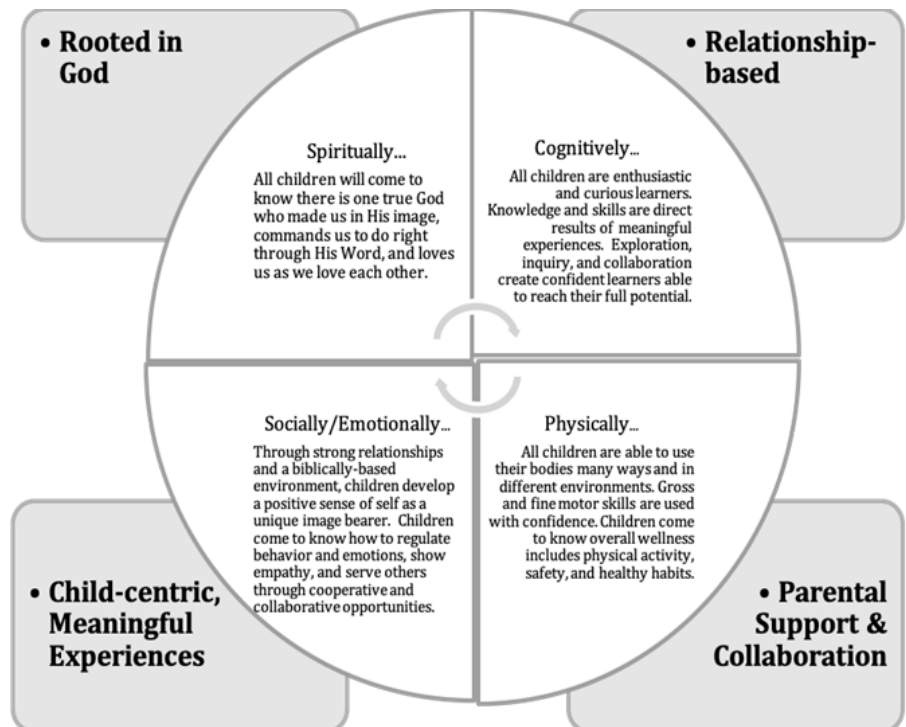 • Rooted in
God
• Relationship-
based
Spiritually...
All children will come to
know there is one true God
who made us in His image,
commands us to do right
through His Word, and loves
us as we love each other.
Cognitively...
All children are enthusiastic
and curious learners.
Knowledge and skills are direct
results of meaningful
experiences. Exploration,
inquiry, and collaboration
create confident learners able
to reach their full potential.
Socially/Emotionally...
Through strong relationships
and a biblically-based
environment, children develop
a positive sense of self as a
unique image bearer. Children
come to know how to regulate
behavior and emotions, show
empathy, and serve others
through cooperative and
collaborative opportunities.
Physically...
All children are able to use
their bodies many ways and in
different environments. Gross
and fine motor skills are used
with confidence. Children come
to know overall wellness
includes physical activity,
safety, and healthy habits.
• Child-centric,
Meaningful
Experiences
• Parental
Support &
Collaboration